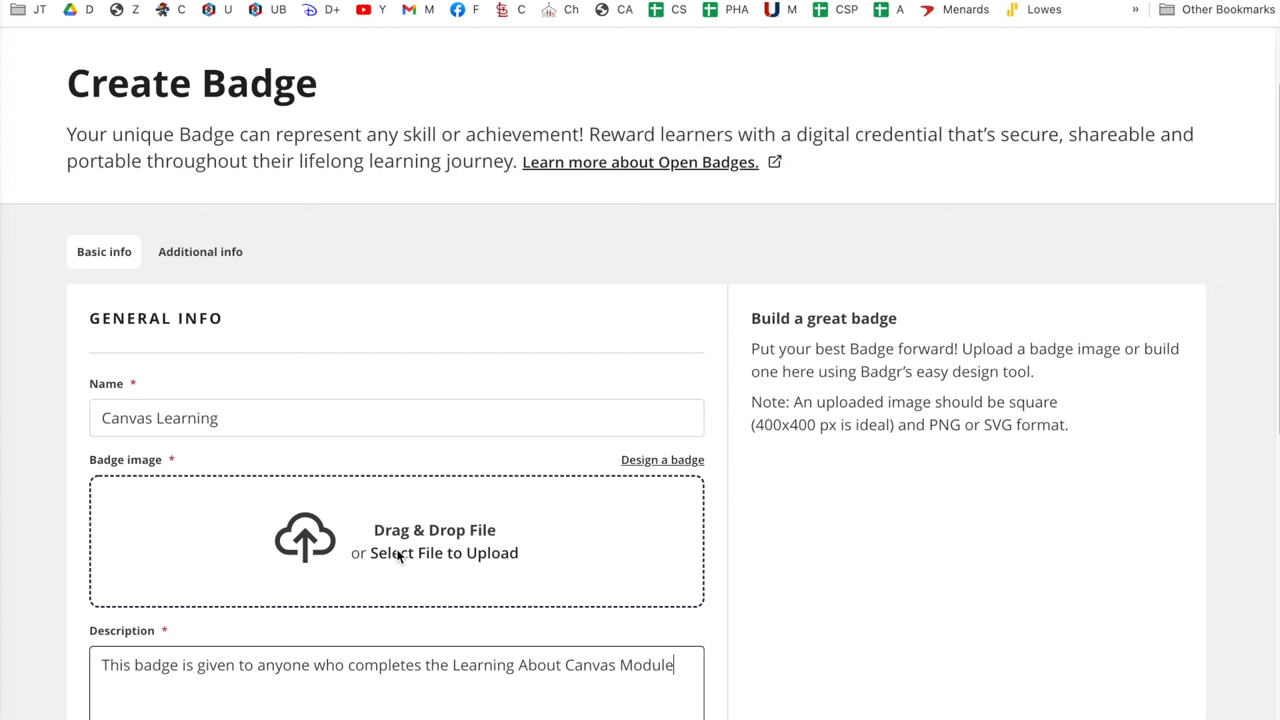 JT D Z C U UB D+ Y M F C Ch CA CS PHA M CSP A Menards Lowes » Other Bookmarks
Create Badge
Your unique Badge can represent any skill or achievement! Reward learners with a digital credential that's secure, shareable and
portable throughout their lifelong learning journey. Learn more about Open Badges.
Basic info Additional info
GENERAL INFO
Name *
Canvas Learning
Badge image * Design a badge
Drag & Drop File
or Select File to Upload
Description *
This badge is given to anyone who completes the Learning About Canvas Module
Build a great badge
Put your best Badge forward! Upload a badge image or build
one here using Badgr's easy design tool.
Note: An uploaded image should be square
(400x400 px is ideal) and PNG or SVG format.